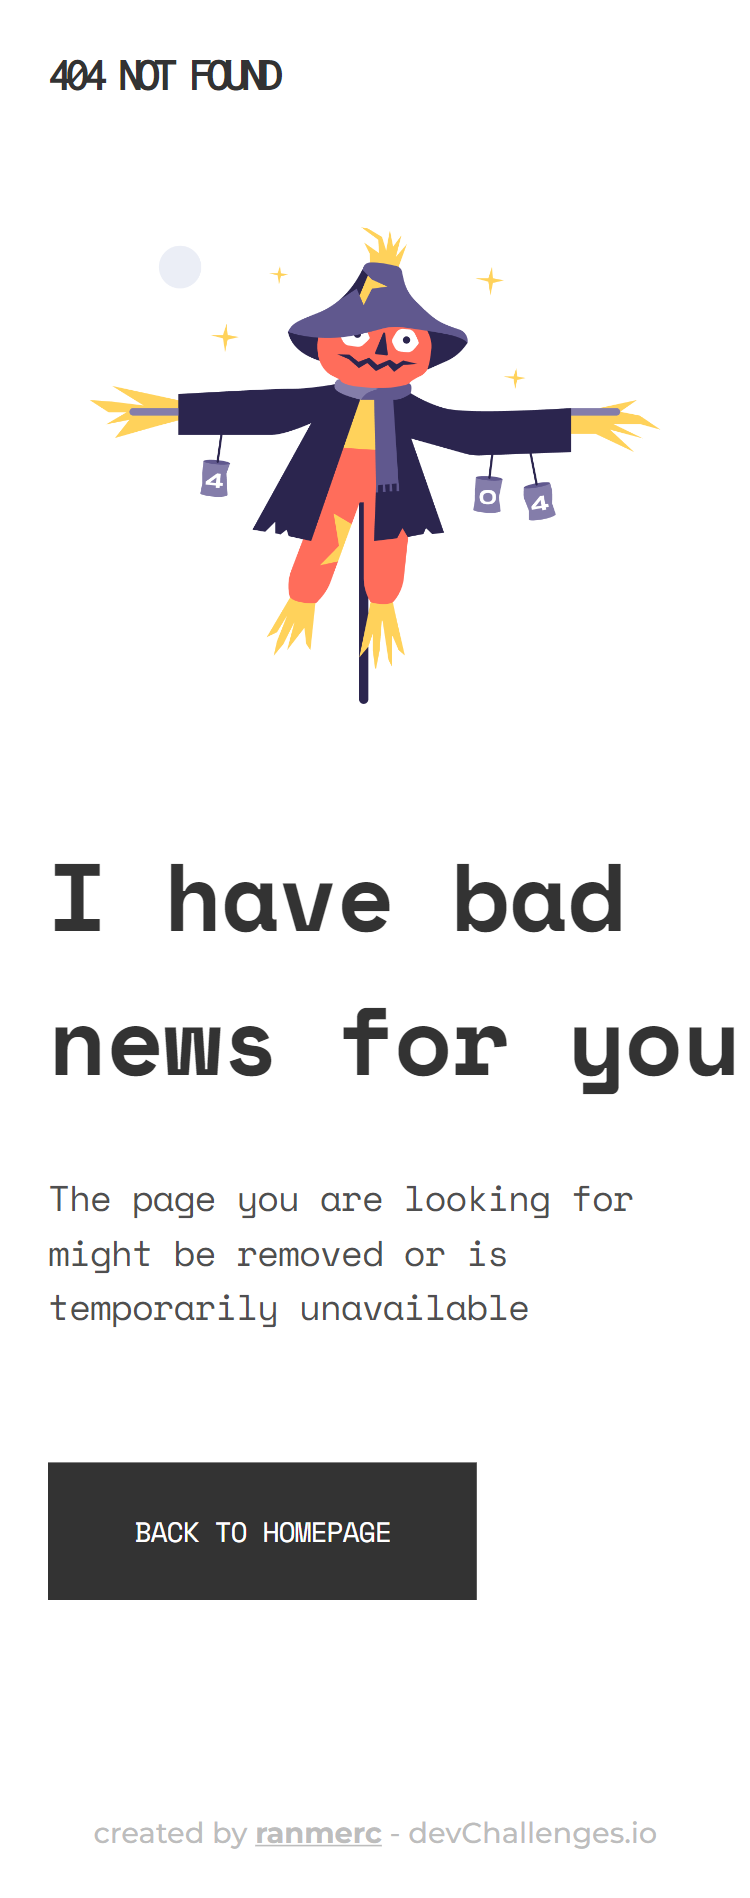 404 NOT FOUND
4
0
4
I have bad
news for you
The page you are looking for
might be removed or is
temporarily unavailable
BACK TO HOMEPAGE
created by ranmerc - devChallenges.io